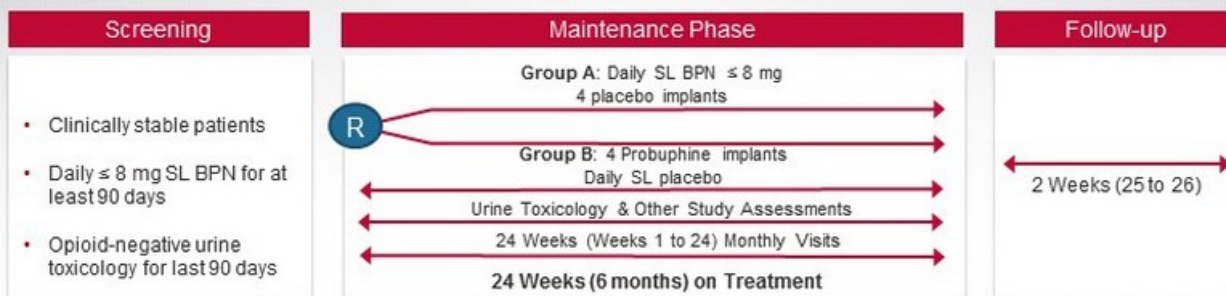 Screening
• Clinically stable patients
• Daily ≤ 8 mg SL BPN for at
least 90 days
• Opioid-negative urine
toxicology for last 90 days
Maintenance Phase
Group A: Daily SL BPN ≤ 8 mg
4 placebo implants
R
Group B: 4 Probuphine implants
Daily SL placebo
Urine Toxicology & Other Study Assessments
24 Weeks (Weeks 1 to 24) Monthly Visits
24 Weeks (6 months) on Treatment
Follow-up
2 Weeks (25 to 26)